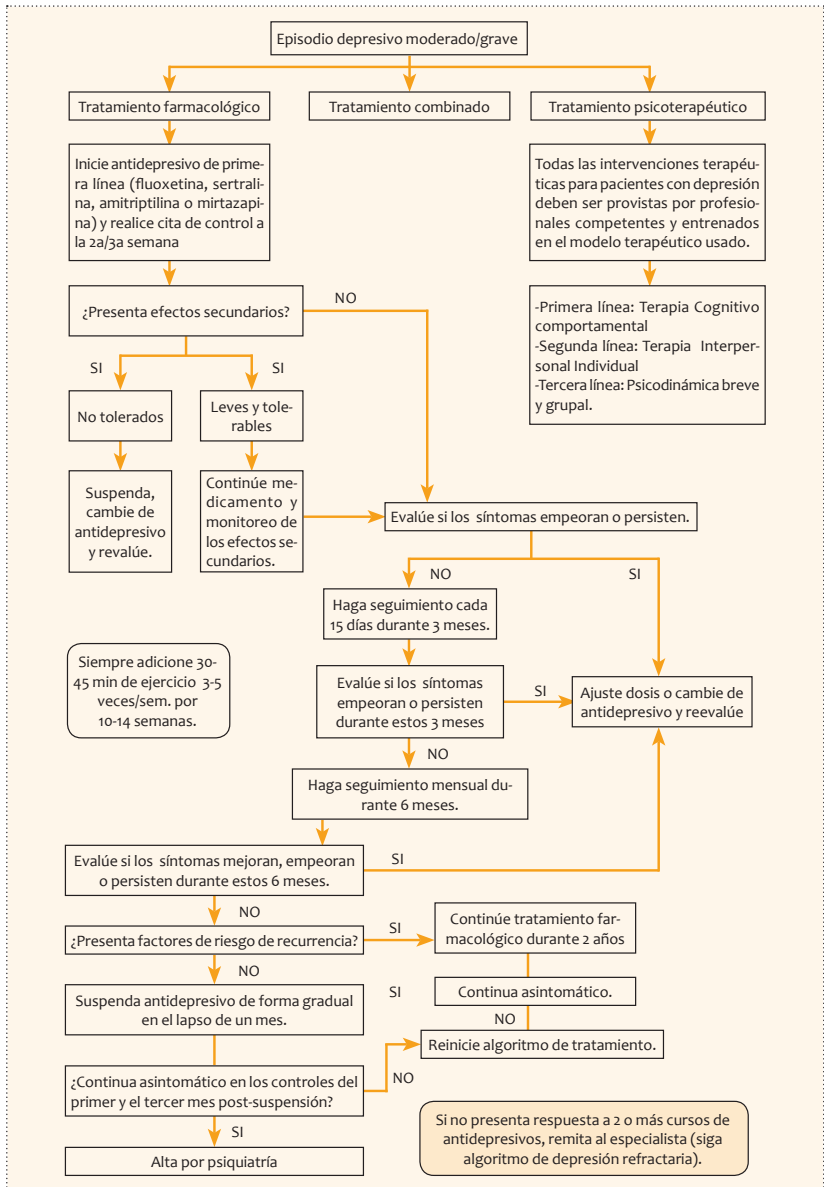 Episodio depresivo moderado/grave
Tratamiento farmacológico
Tratamiento combinado
Tratamiento psicoterapéutico
Inicie antidepresivo de prime-
ra línea (fluoxetina, sertrali-
na, amitriptilina o mirtazapi-
na) y realice cita de control a
la 2a/3a semana
Todas las intervenciones terapéu-
ticas para pacientes con depresión
deben ser provistas por profesio-
nales competentes y entrenados
en el modelo terapéutico usado.
¿Presenta efectos secundarios?
NO
-Primera línea: Terapia Cognitivo
comportamental
-Segunda línea: Terapia Interper-
sonal Individual
-Tercera línea: Psicodinámica breve
y grupal.
SI
SI
No tolerados
Leves y tole-
rables
Suspenda,
cambie de
antidepresivo
y revalúe.
Continúe me-
dicamento y
monitoreo de
los efectos se-
cundarios.
Evalúe si los síntomas empeoran o persisten.
NO
SI
Haga seguimiento cada
15 días durante 3 meses.
Siempre adicione 30-
45 min de ejercicio 3-5
veces/sem. por
10-14 semanas.
Evalúe si los síntomas
empeoran o persisten
durante estos 3 meses
SI
Ajuste dosis o cambie de
antidepresivo y reevalúe
NO
Haga seguimiento mensual du-
rante 6 meses.
Evalúe si los síntomas mejoran, empeoran
o persisten durante estos 6 meses.
SI
NO
¿Presenta factores de riesgo de recurrencia?
SI
Continúe tratamiento far-
macológico durante 2 años
NO
Suspenda antidepresivo de forma gradual
en el lapso de un mes.
SI
Continua asintomático.
NO
Reinicie algoritmo de tratamiento.
¿Continua asintomático en los controles del
primer y el tercer mes post-suspensión?
NO
SI
Alta por psiquiatría
Si no presenta respuesta a 2 o más cursos de
antidepresivos, remita al especialista (siga
algoritmo de depresión refractaria).